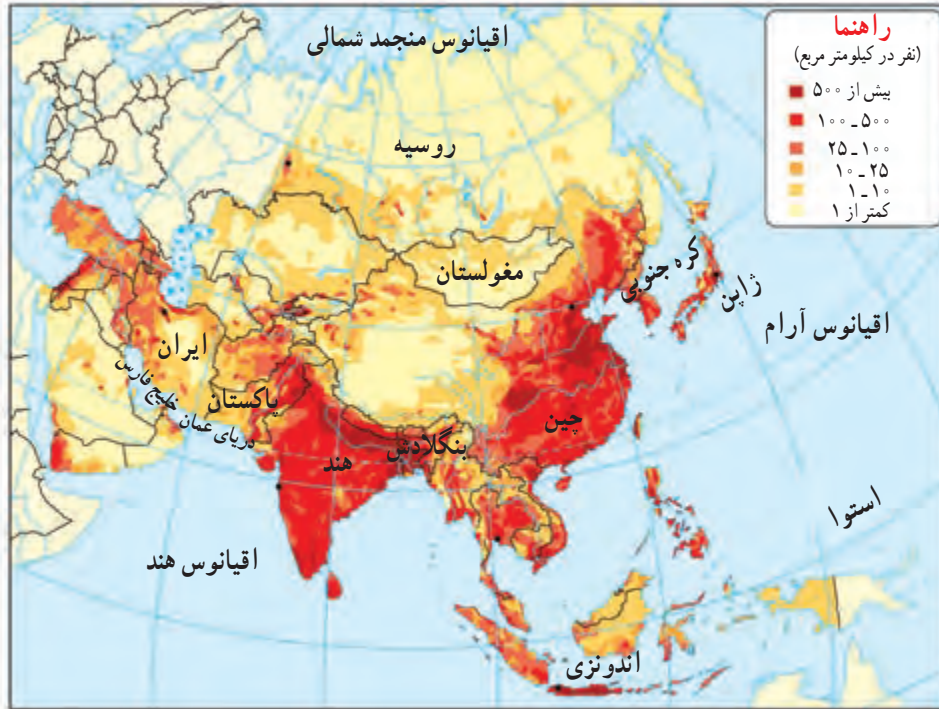 اقیانوس منجمد شمالی
راهنما
(نفر در کیلومتر مربع)
بیش از ۵۰۰
۱۰۰ـ۵۰۰
۲۵ـ۱۰۰
۱۰ـ۲۵
۱ـ۱۰
کمتر از ۱
روسیه
مغولستان
کره جنوبی
ژاپن
اقیانوس آرام
ایران
خلیج فارس
دریای عمان
پاکستان
هند
بنگلادش
چین
استوا
اقیانوس هند
اندونزی